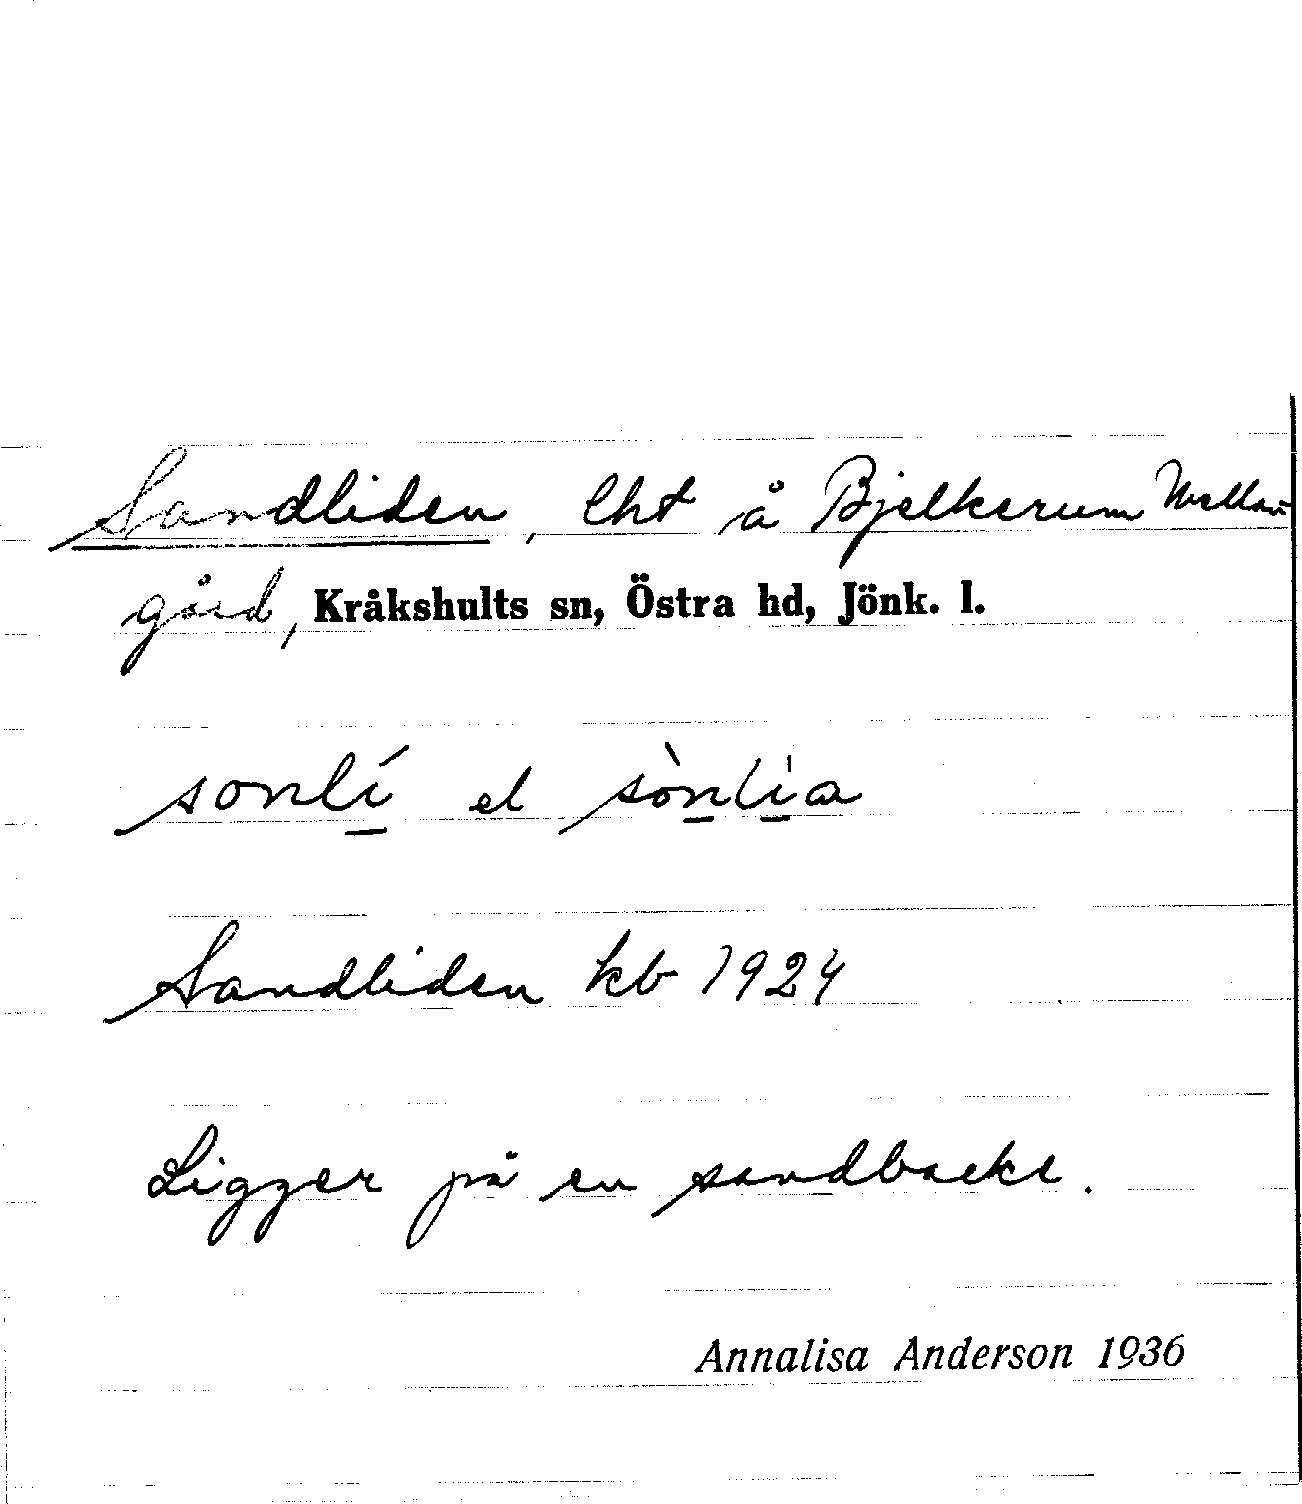 Sandliden, lht å Bjelkerum Mellan
gård, Kråkshults sn, Östra hd, Jönk. l.
sonlí el sònlia
Sandliden kb 1924
Ligger på en sandbacke.
Annalisa Anderson 1936